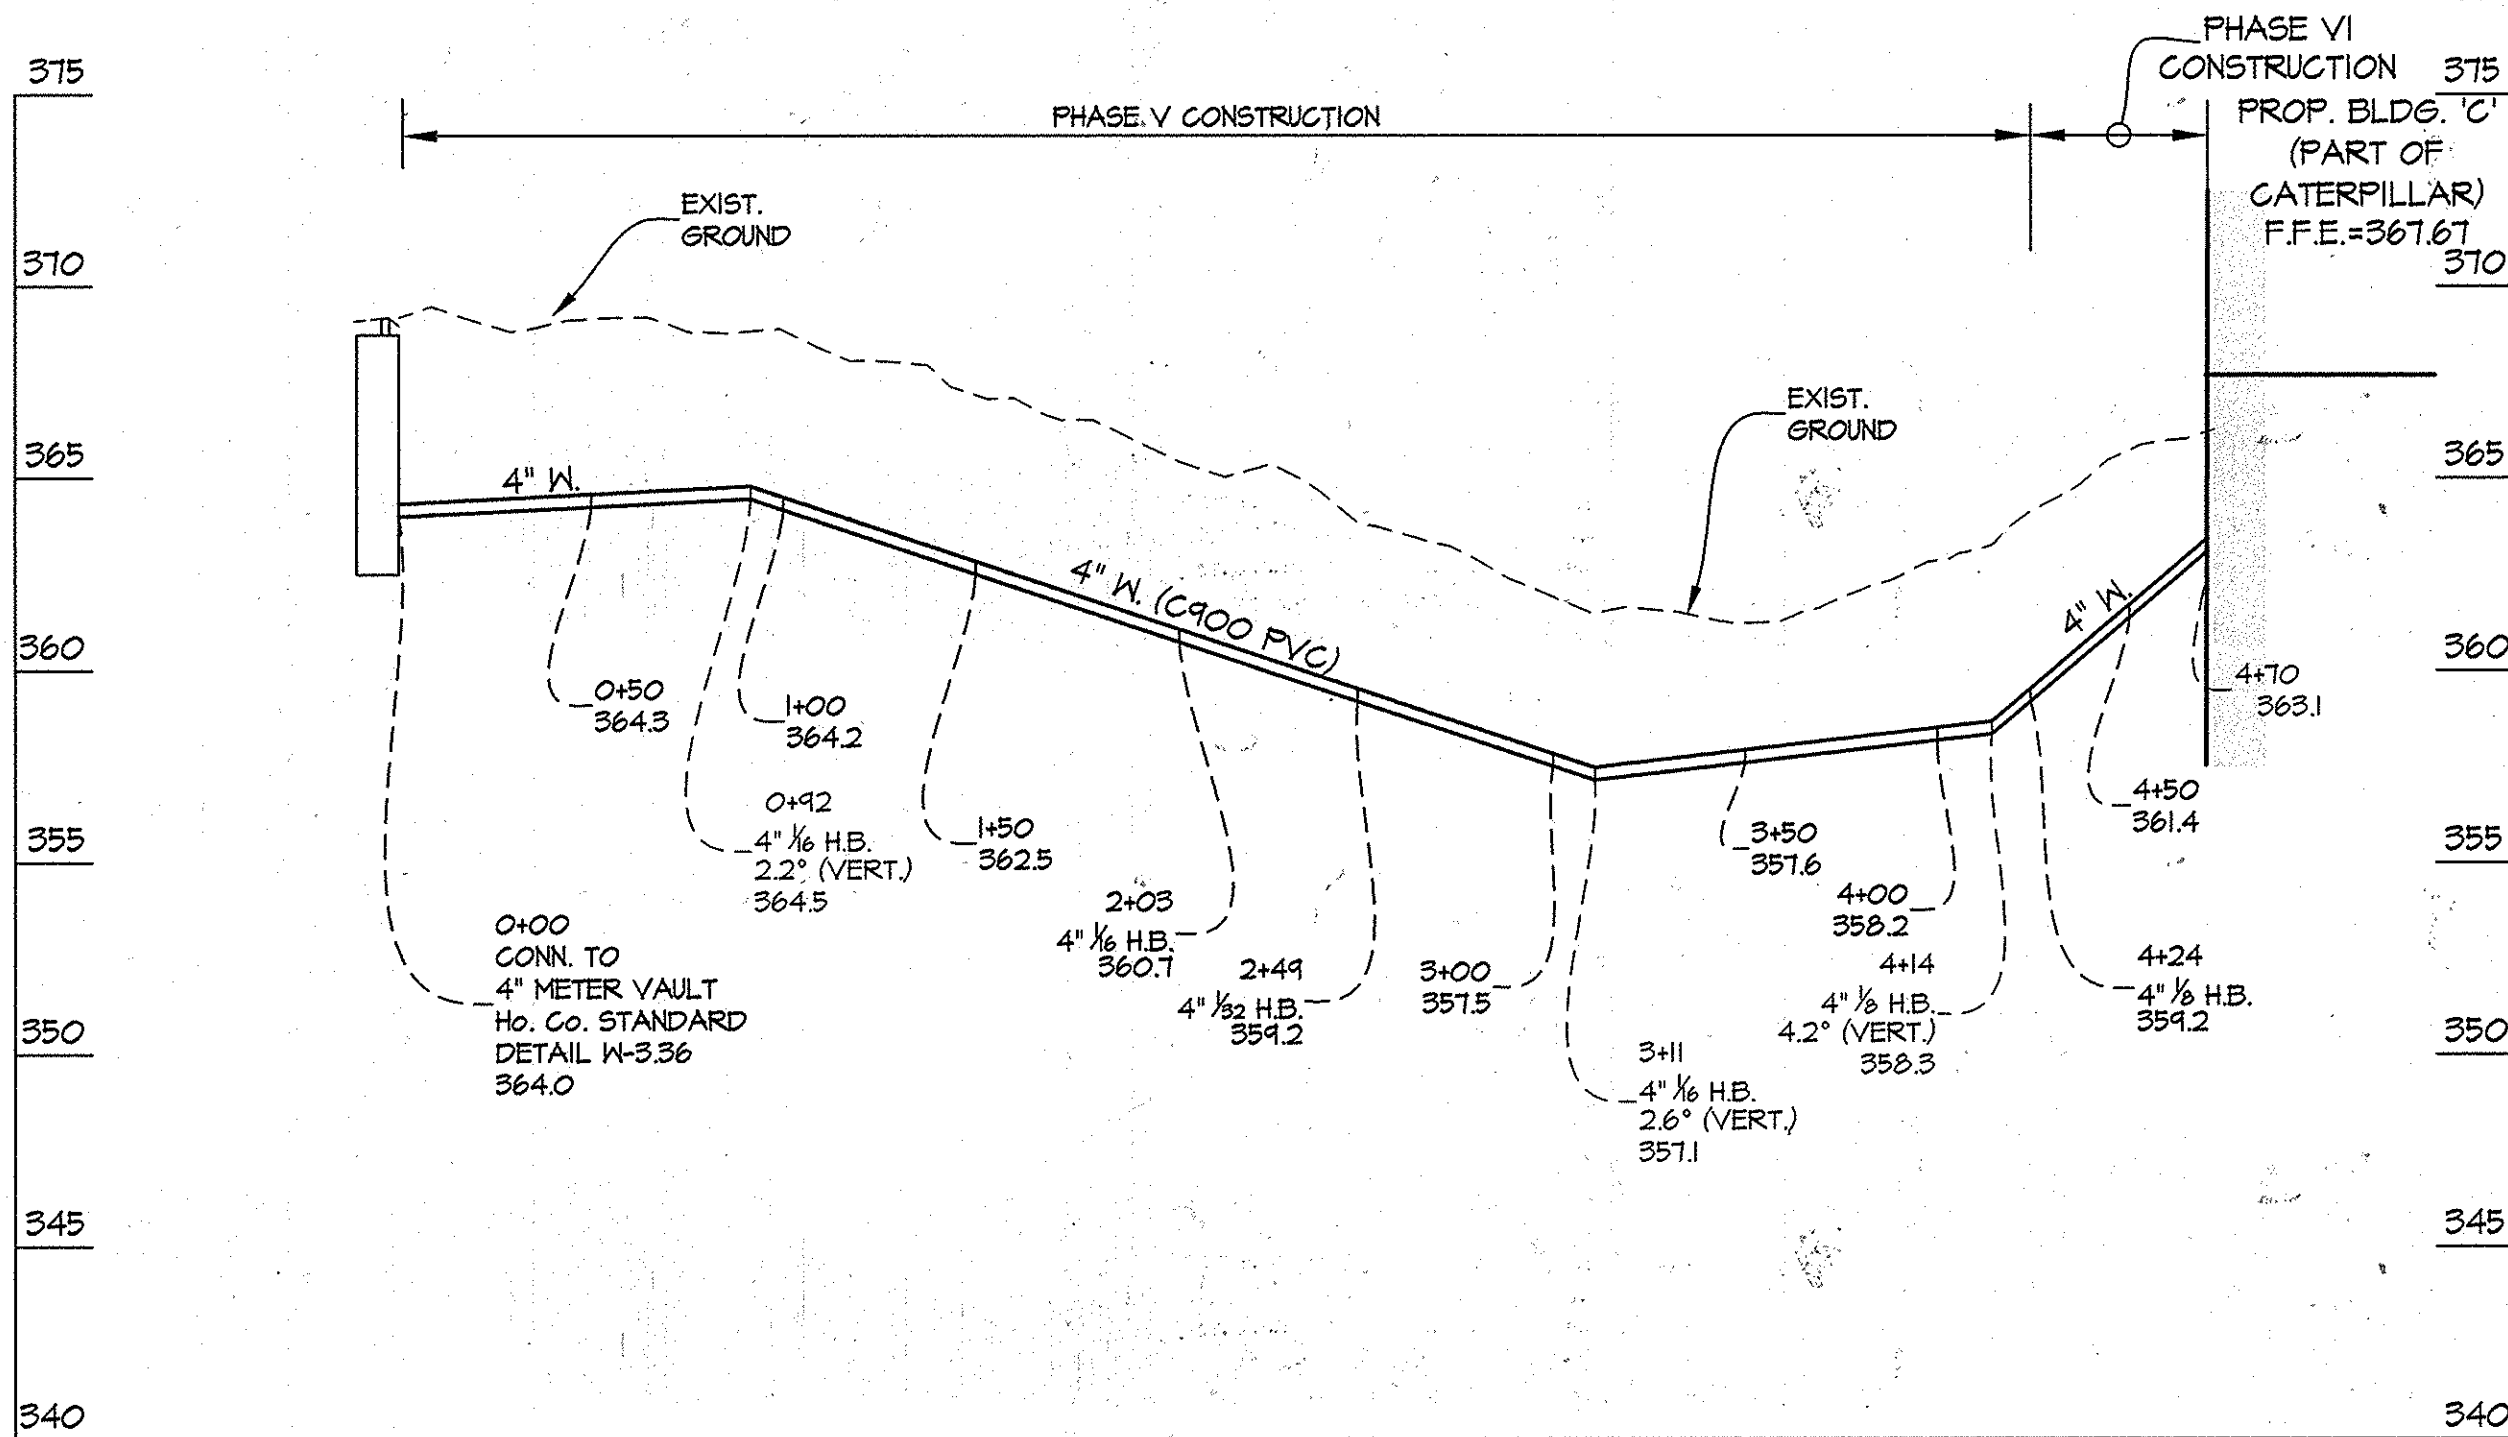 PHASE VI
CONSTRUCTION
375
375
PHASE V CONSTRUCTION
PROP. BLDG. 'C'
(PART OF
CATERPILLAR)
F.F.E.=367.67
EXIST.
GROUND
370
370
EXIST.
GROUND
365
365
4" W.
4" W. (C900 PVC)
4" W.
360
360
0+50
364.3
1+00
364.2
4+70
363.1
0+92
4" 1/16 H.B.
2.2° (VERT.)
364.5
1+50
362.5
3+50
357.6
4+50
361.4
355
355
2+03
4" 1/16 H.B.
360.7
4+00
358.2
0+00
CONN. TO
4" METER VAULT
Ho. Co. STANDARD
DETAIL W-3.36
364.0
2+49
4" 1/32 H.B.
359.2
3+00
357.5
4+14
4" 1/8 H.B.
4.2° (VERT.)
358.3
4+24
4" 1/8 H.B.
359.2
350
350
3+11
4" 1/16 H.B.
2.6° (VERT.)
357.1
345
345
340
340